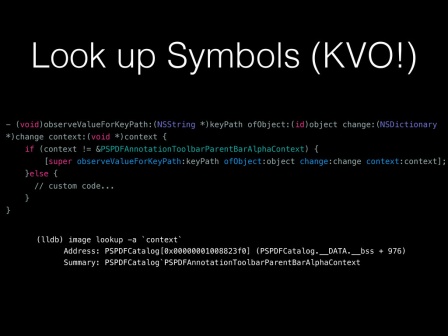 Look up Symbols (KVO!)
- (void)observeValueForKeyPath:(NSString *)keyPath ofObject:(id)object change:(NSDictionary
*)change context:(void *)context {
if (context != &PSPDFAnnotationToolbarParentBarAlphaContext) {
[super observeValueForKeyPath:keyPath ofObject:object change:change context:context];
}else {
// custom code...
}
}
(lldb) image lookup -a `context`
Address: PSPDFCatalog[0x00000001008823f0] (PSPDFCatalog.__DATA.__bss + 976)
Summary: PSPDFCatalog`PSPDFAnnotationToolbarParentBarAlphaContext